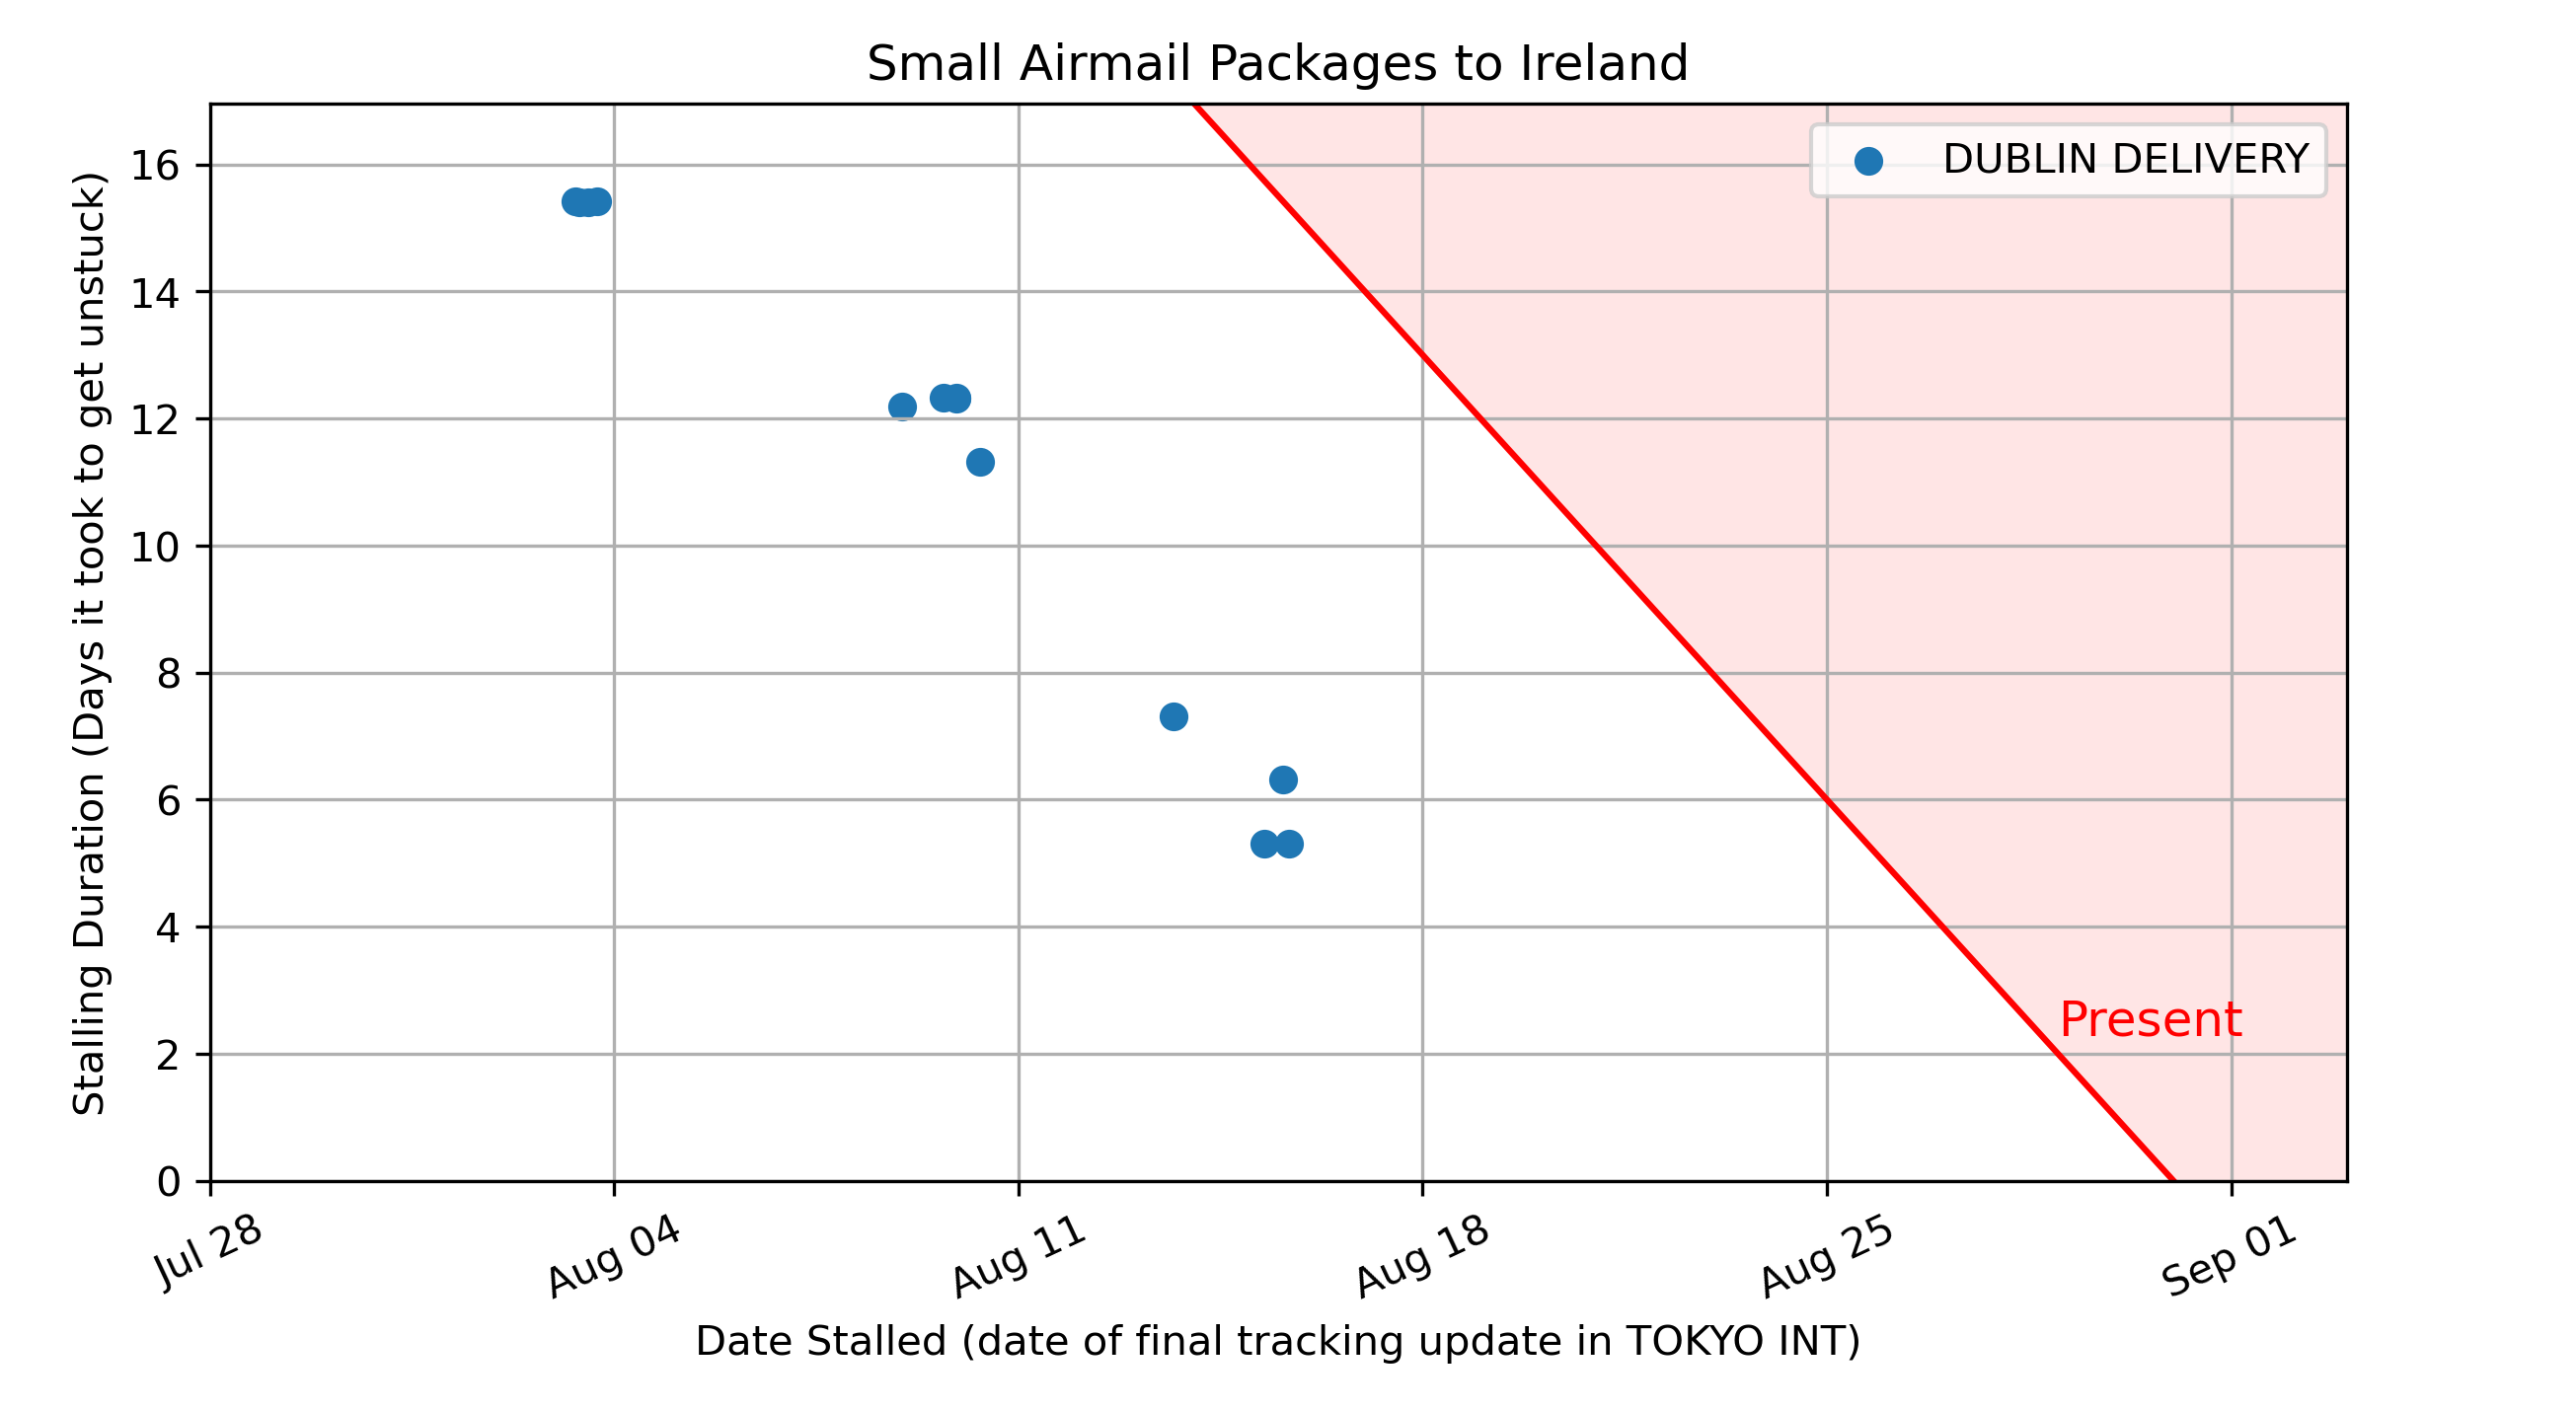 Small Airmail Packages to Ireland
Stalling Duration (Days it took to get unstuck)
16
14
12
10
8
6
4
2
0
DUBLIN DELIVERY
Present
Jul 28
Aug 04
Aug 11
Aug 18
Aug 25
Sep 01
Date Stalled (date of final tracking update in TOKYO INT)